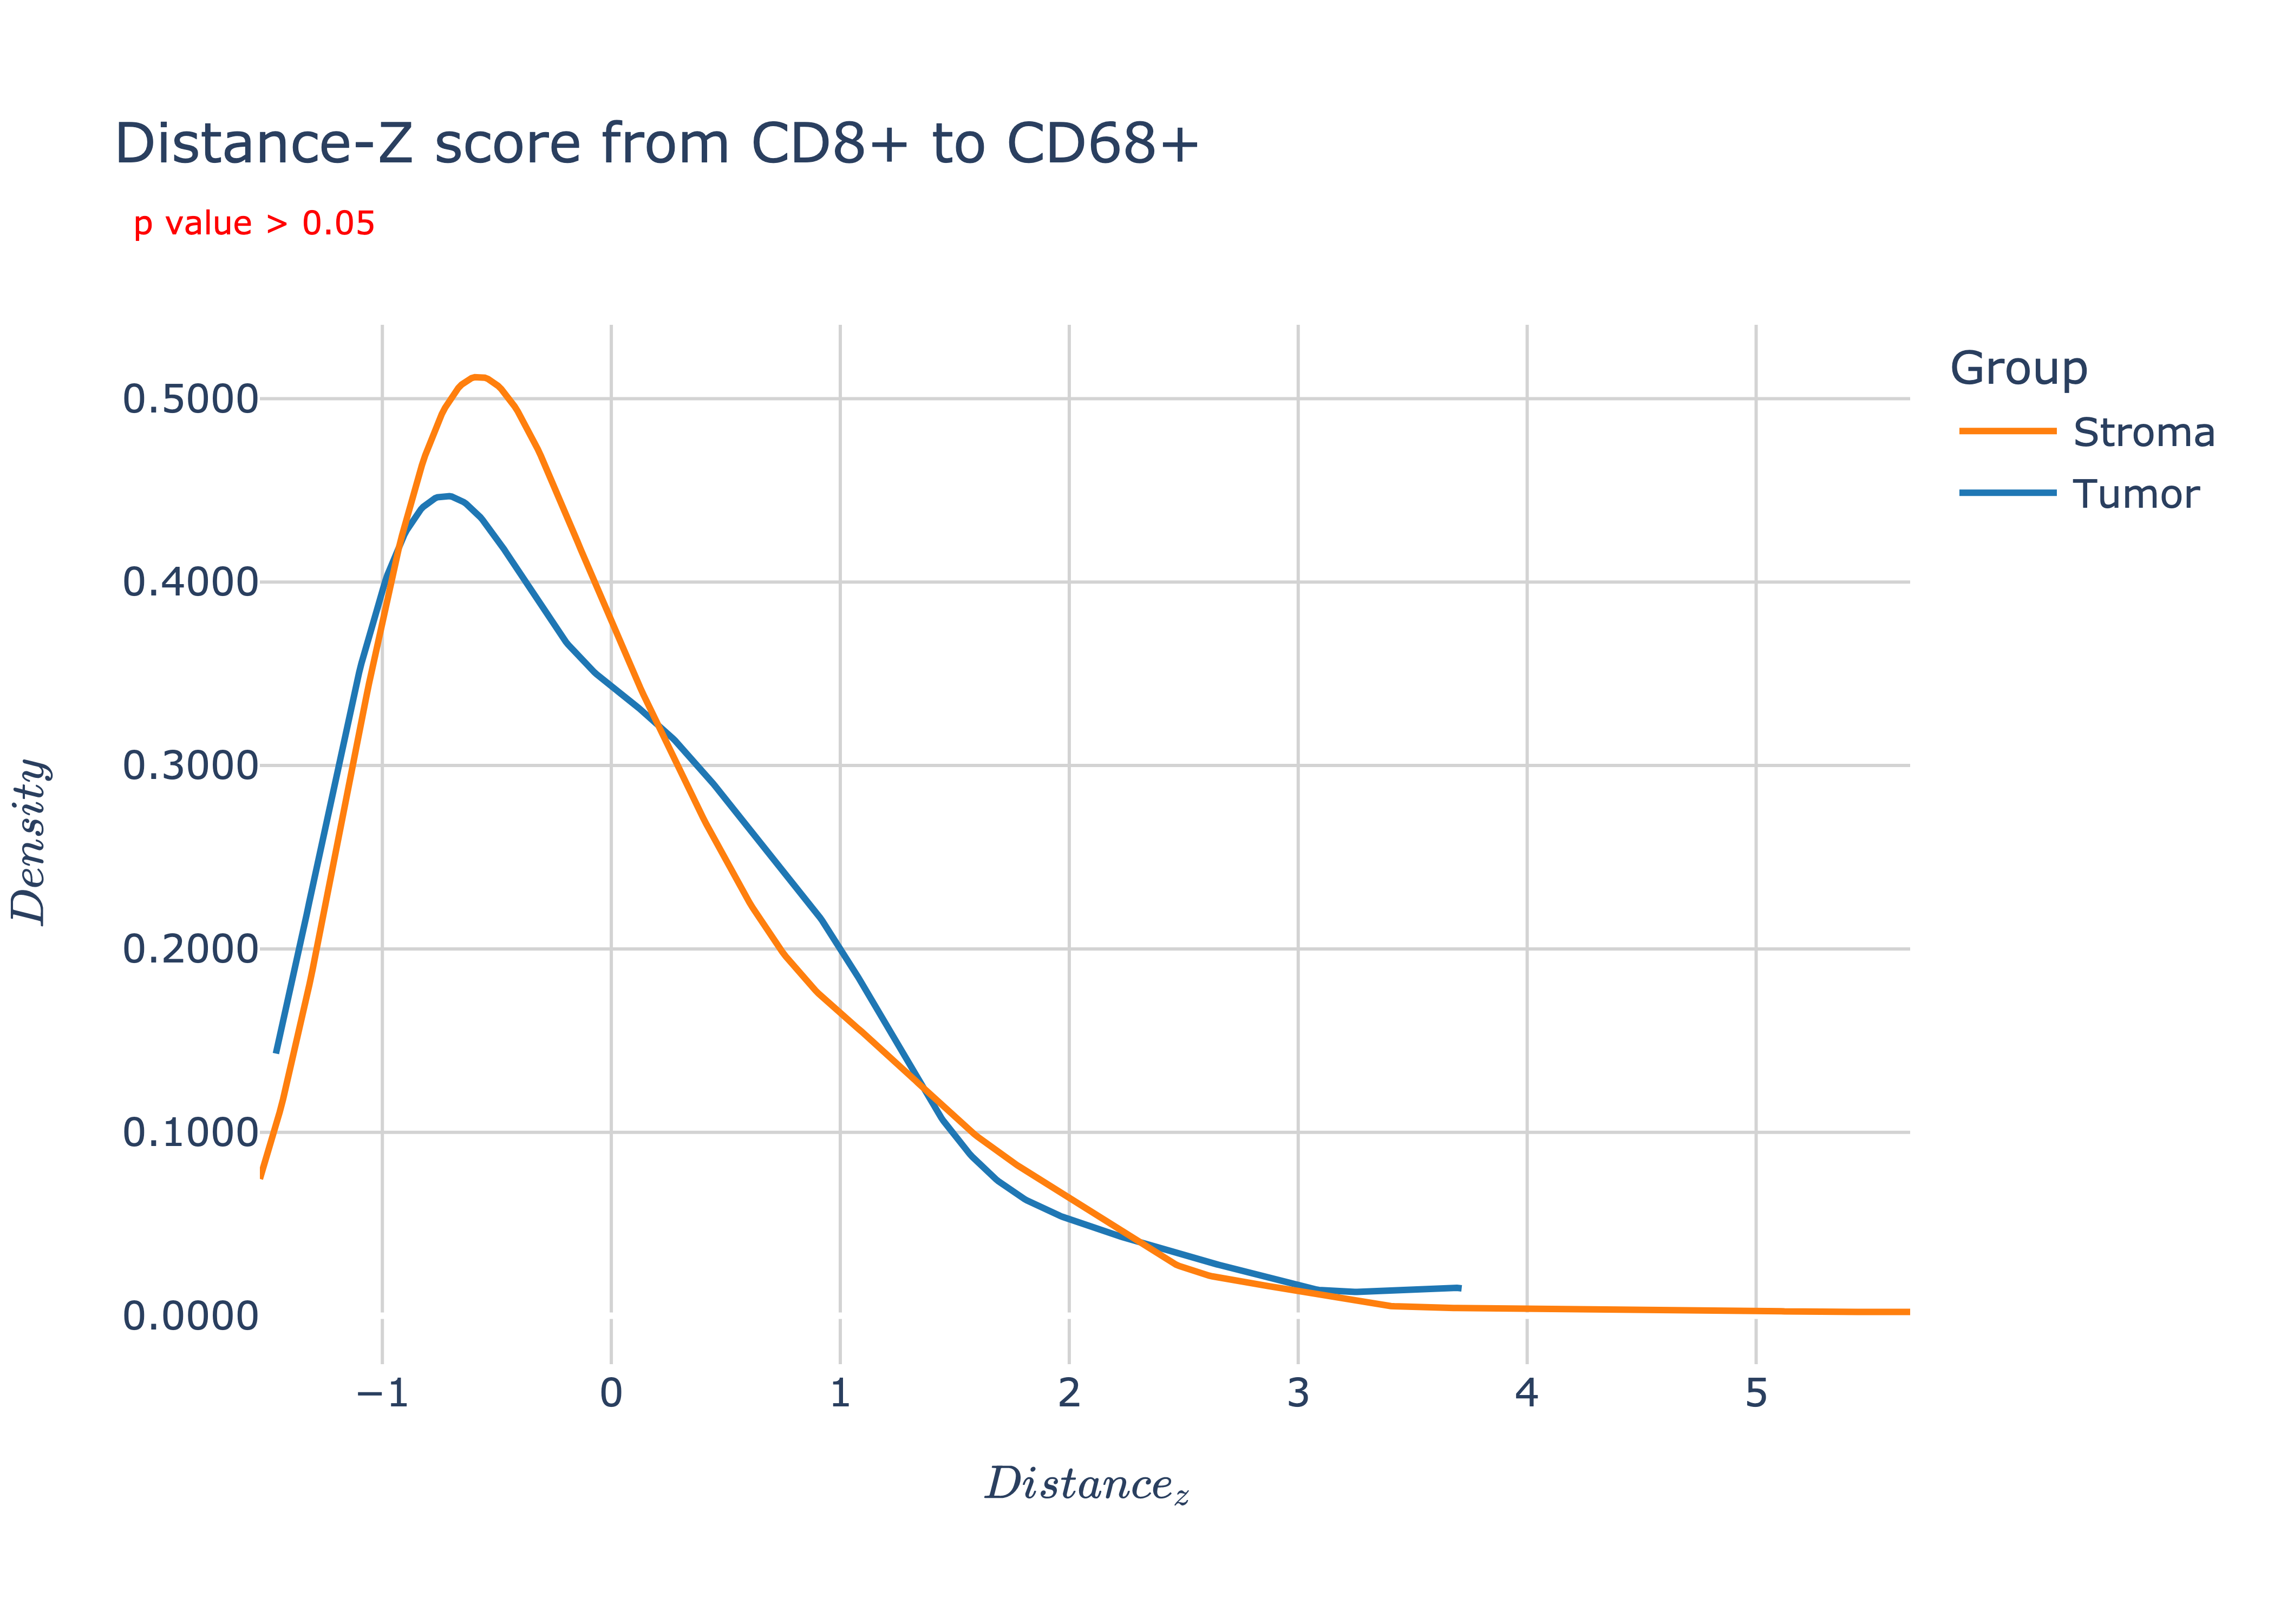 Distance-Z score from CD8+ to CD68+
p value > 0.05
Group
Stroma
Tumor
0.5000
0.4000
0.3000
0.2000
0.1000
0.0000
Density
−1 0 1 2 3 4 5
Distance_z